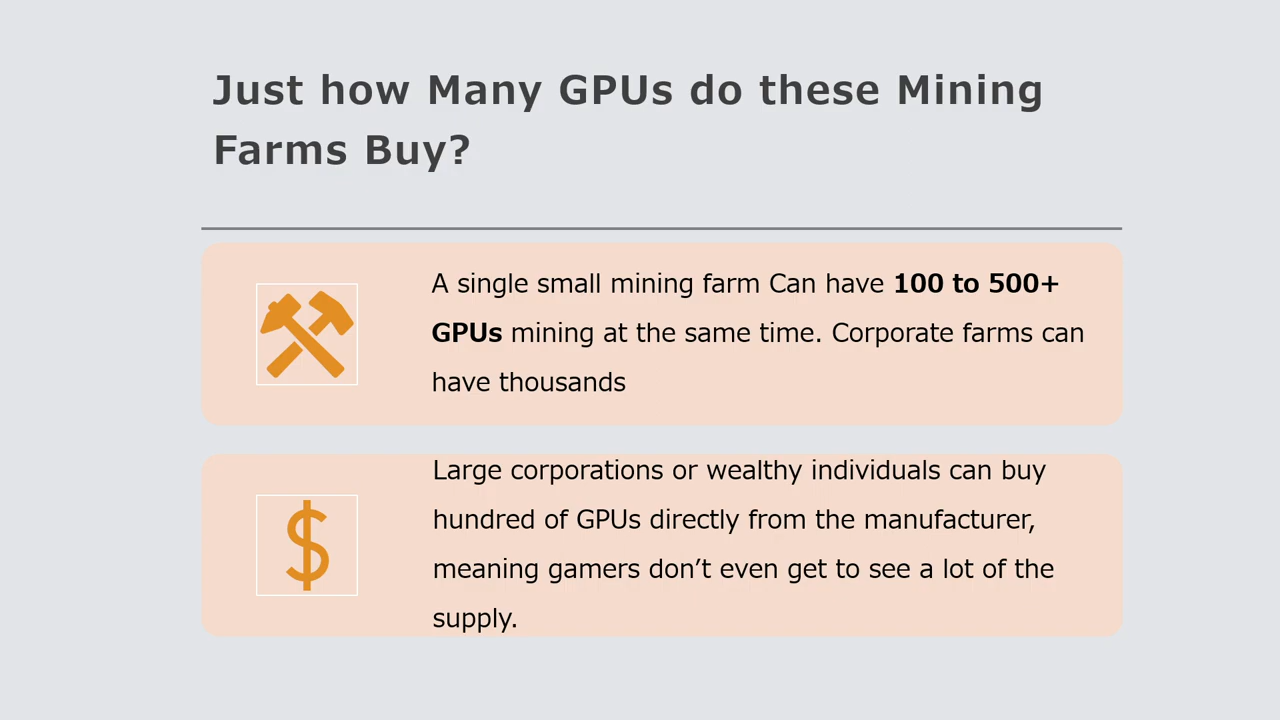 Just how Many GPUs do these Mining
Farms Buy?
A single small mining farm Can have 100 to 500+
GPUs mining at the same time. Corporate farms can
have thousands
Large corporations or wealthy individuals can buy
hundred of GPUs directly from the manufacturer,
meaning gamers don’t even get to see a lot of the
supply.